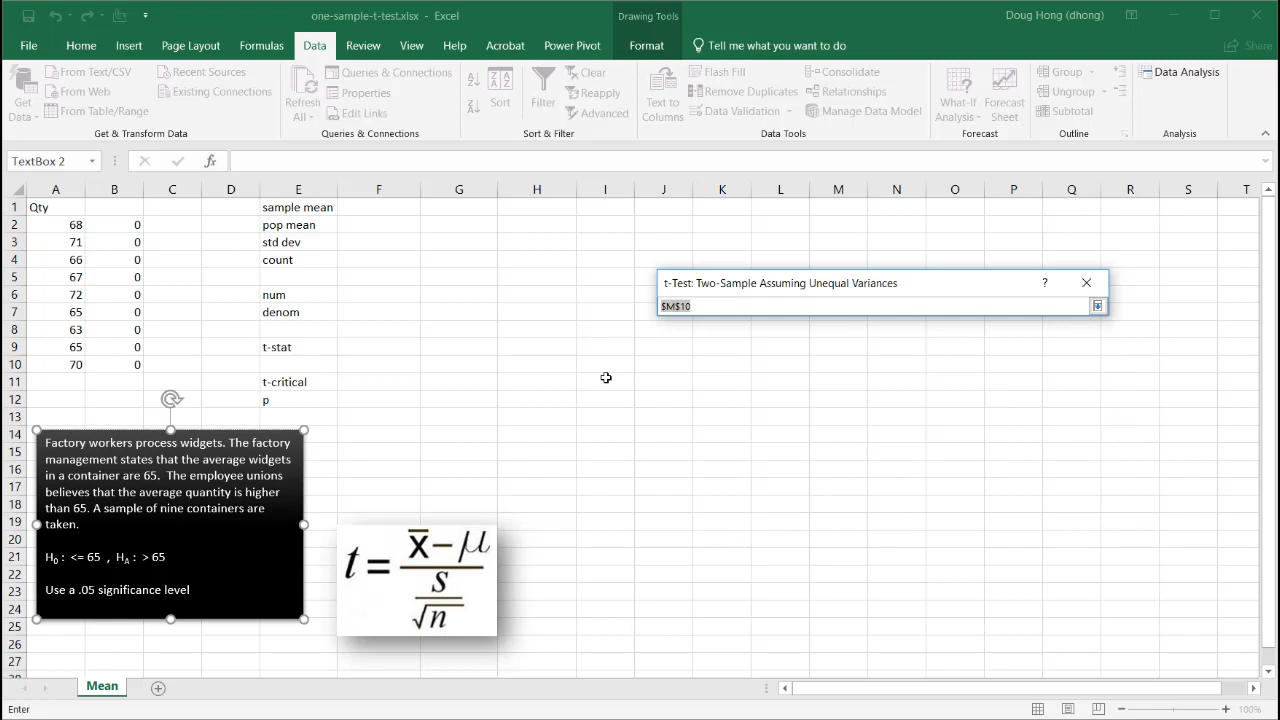 one-sample-t-test.xlsx - Excel
Drawing Tools
Doug Hong (dhong)
File Home Insert Page Layout Formulas Data Review View Help Acrobat Power Pivot Format Tell me what you want to do Share
Get Data
From Text/CSV
From Web
From Table/Range
Recent Sources
Existing Connections
Get & Transform Data
Refresh All
Queries & Connections
Properties
Edit Links
Queries & Connections
Sort
Filter
Clear
Reapply
Advanced
Sort & Filter
Text to Columns
Flash Fill
Remove Duplicates
Data Validation
Consolidate
Relationships
Manage Data Model
Data Tools
What-If Analysis
Forecast Sheet
Forecast
Group
Ungroup
Subtotal
Outline
Data Analysis
Analysis
TextBox 2 fx
A B C D E F G H I J K L M N O P Q R S T
1 Qty sample mean
2 68 0 pop mean
3 71 0 std dev
4 66 0 count
5 67 0
6 72 0 num
7 65 0 denom
8 63 0
9 65 0 t-stat
10 70 0
11 t-critical
12 p
13
14
15
16
17
18
19
20
21
22
23
24
25
26
27
28
t-Test: Two-Sample Assuming Unequal Variances ?
$M$10
Factory workers process widgets. The factory
management states that the average widgets
in a container are 65. The employee unions
believes that the average quantity is higher
than 65. A sample of nine containers are
taken.
H0 : <= 65 , HA : > 65
Use a .05 significance level
t = x̄ − μ
s
√n
Mean
Enter
100%